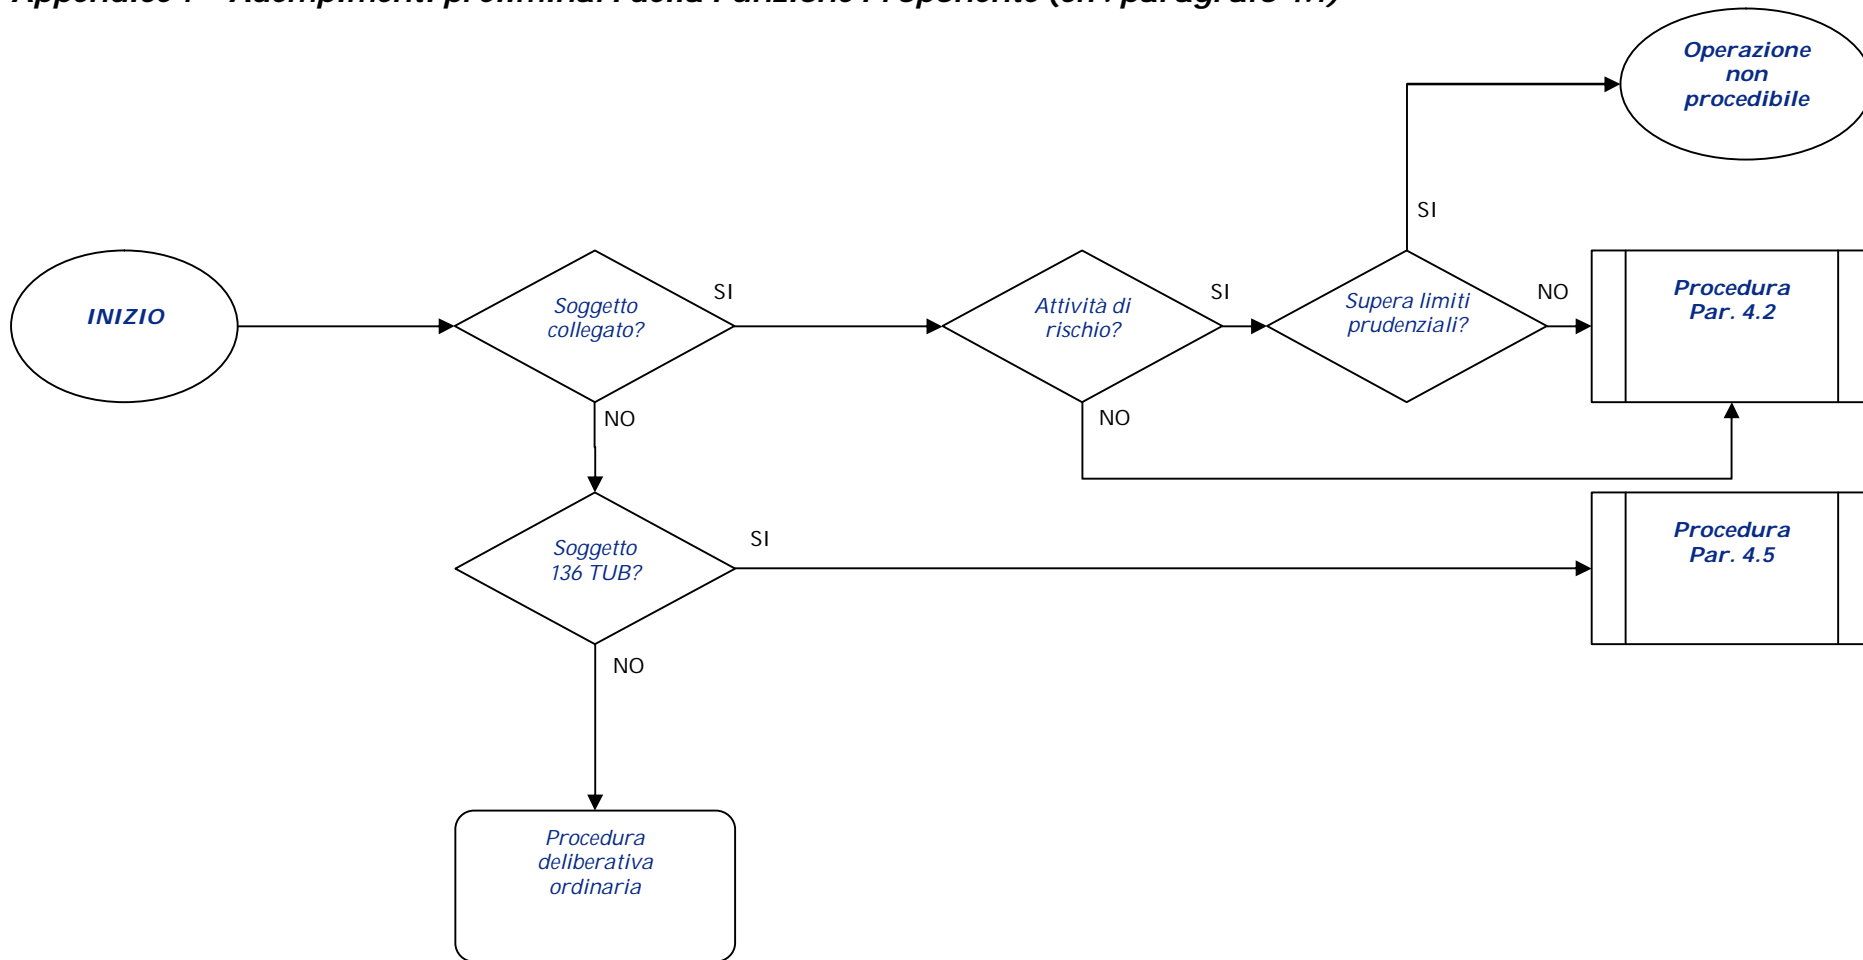 Operazione
non
procedibile
SI
INIZIO
Soggetto
collegato?
SI
Attività di
rischio?
SI
Supera limiti
prudenziali?
NO
Procedura
Par. 4.2
NO
NO
Soggetto
136 TUB?
SI
Procedura
Par. 4.5
NO
Procedura
deliberativa
ordinaria